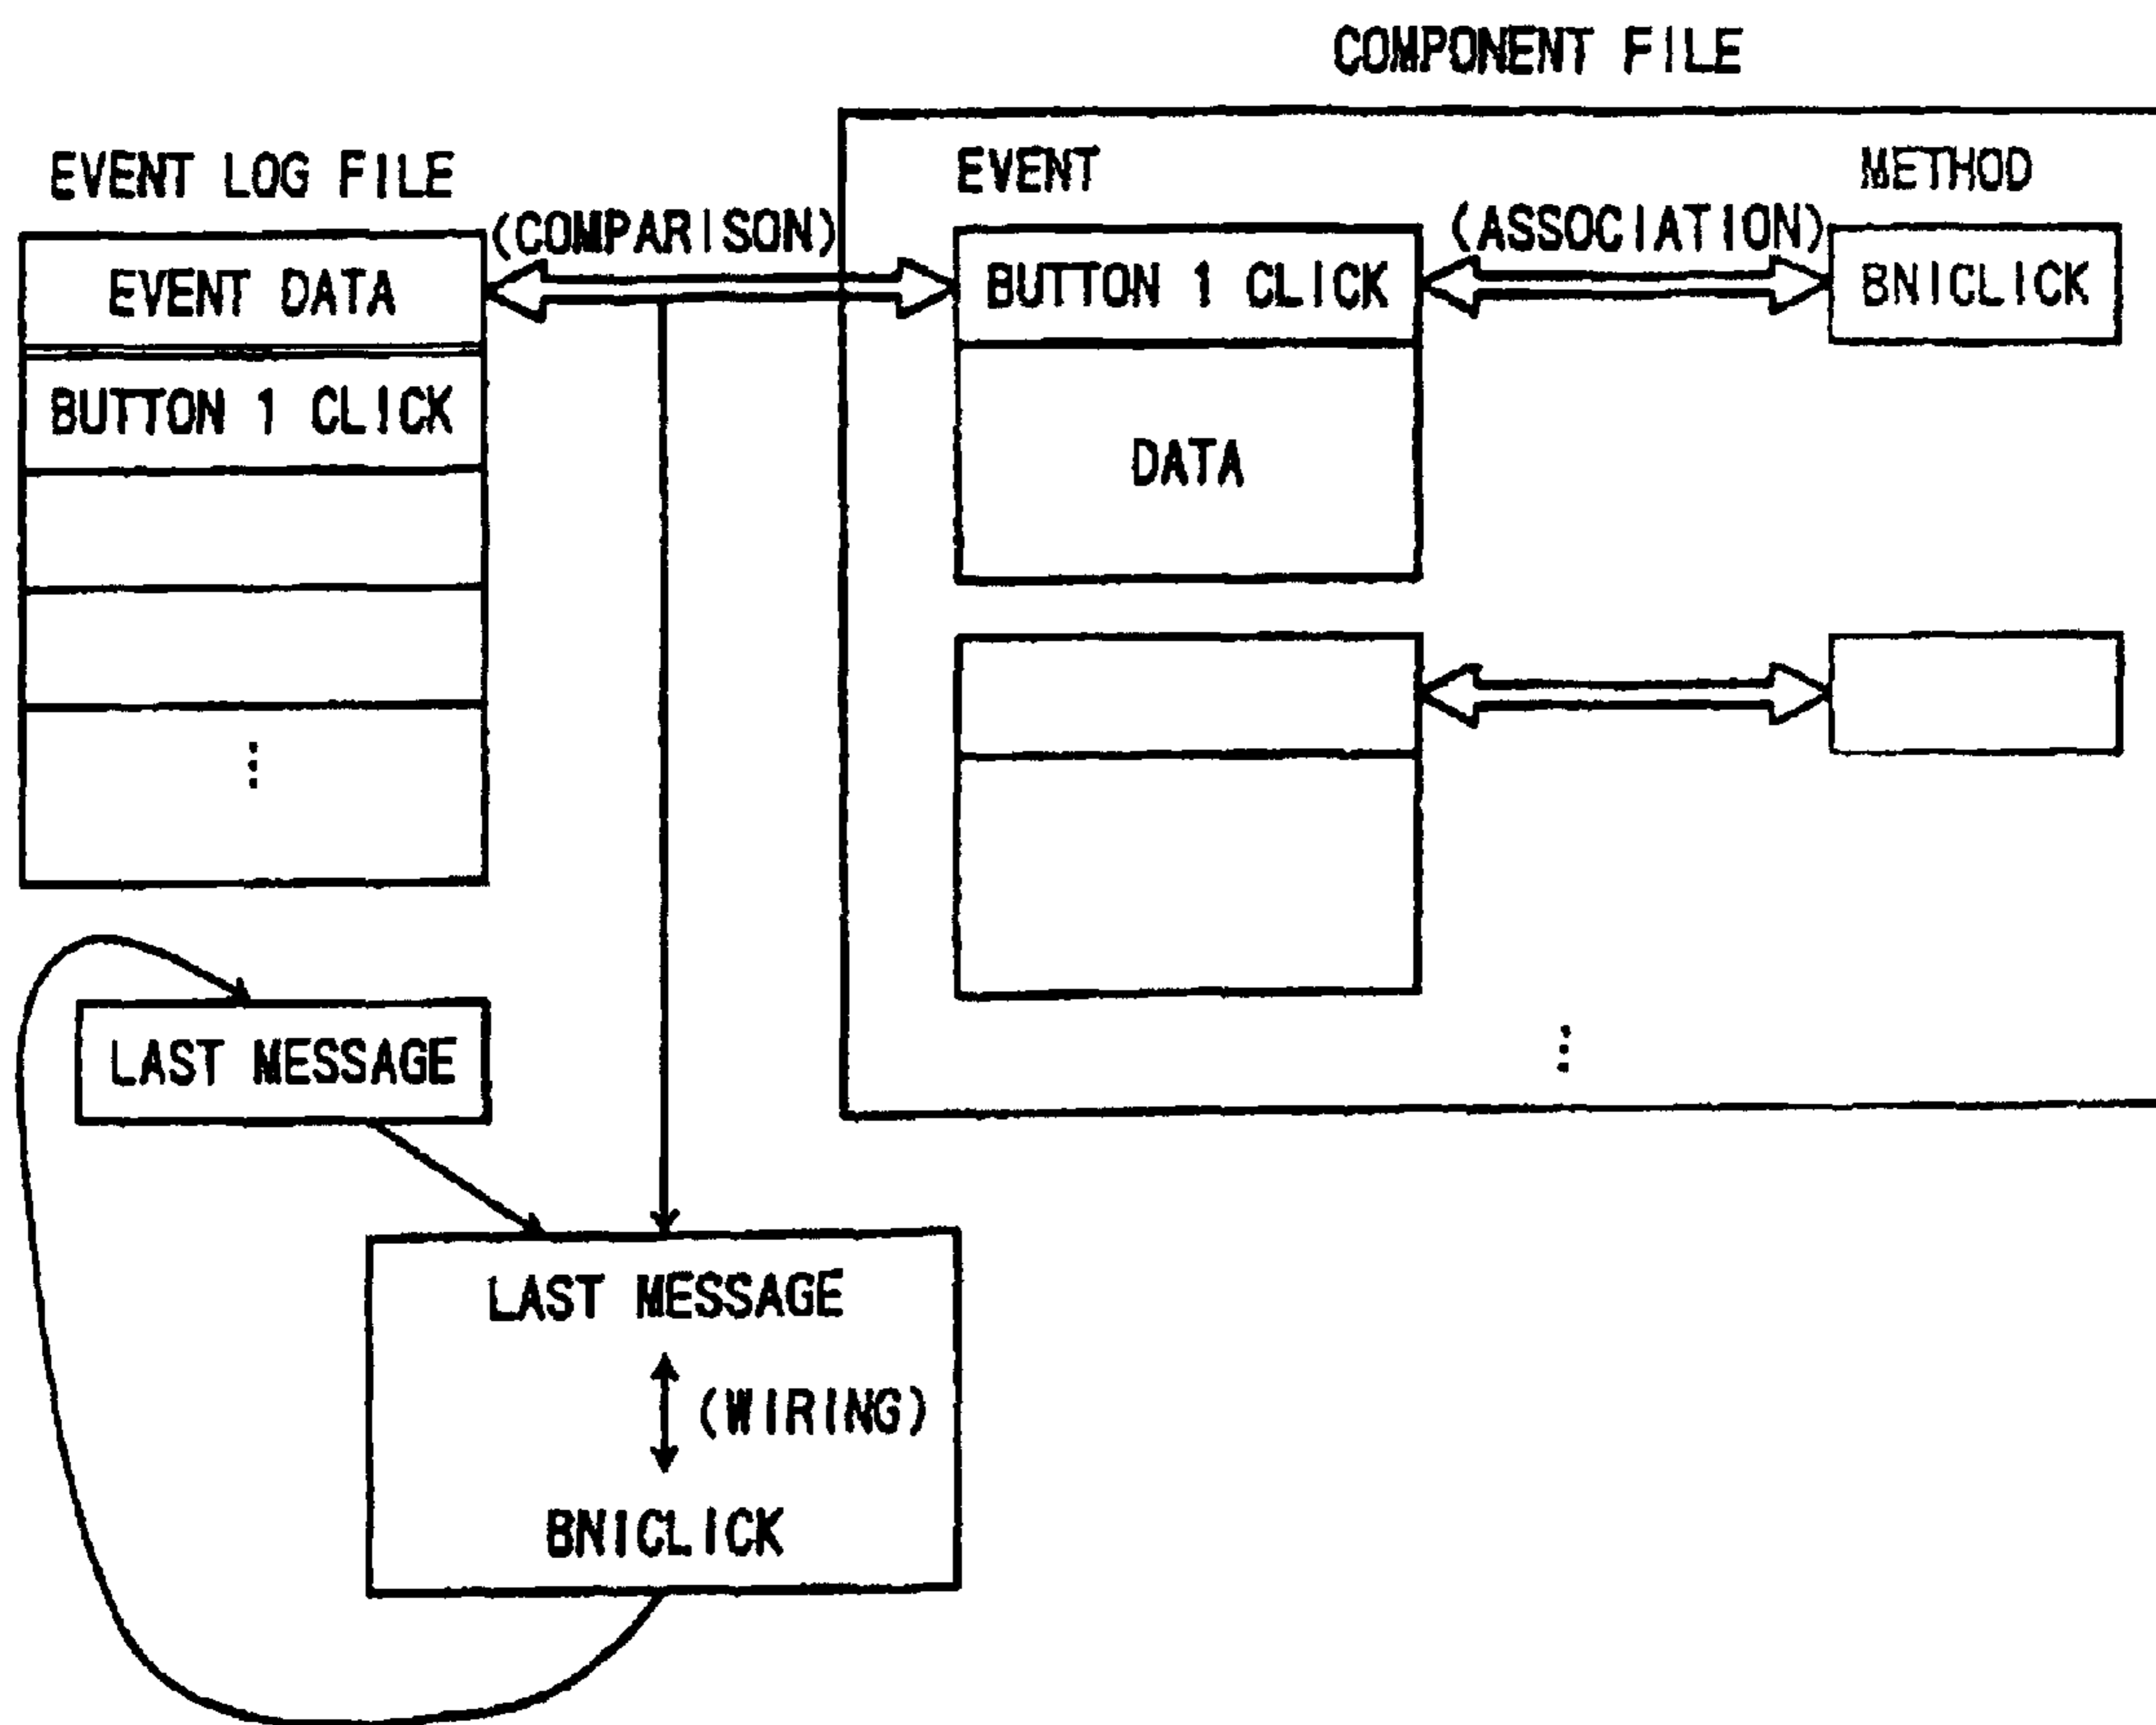 COMPONENT FILE
EVENT LOG FILE
EVENT
METHOD
(COMPARISON)
(ASSOCIATION)
EVENT DATA
BUTTON 1 CLICK
BNICLICK
BUTTON 1 CLICK
DATA
LAST MESSAGE
LAST MESSAGE
(WIRING)
BNICLICK